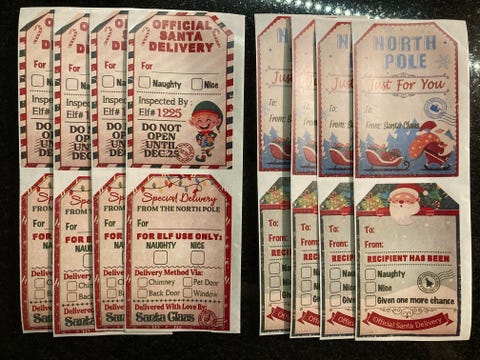 OFFICIAL
SANTA
DELIVERY
For
Naughty Nice
Inspected By :
Elf# 1225
DO NOT
OPEN
UNTIL
DEC.25
Special Delivery
FROM THE NORTH POLE
For
FOR ELF USE ONLY:
NAUGHTY NICE
Delivery Method Via:
Chimney Pet Door
Back Door Window
Delivered With Love By:
Santa Claus
NORTH
POLE
Just For You
To:
From: Santa Claus
To:
From:
RECIPIENT HAS BEEN
Naughty
Nice
Given one more chance
Official Santa Delivery